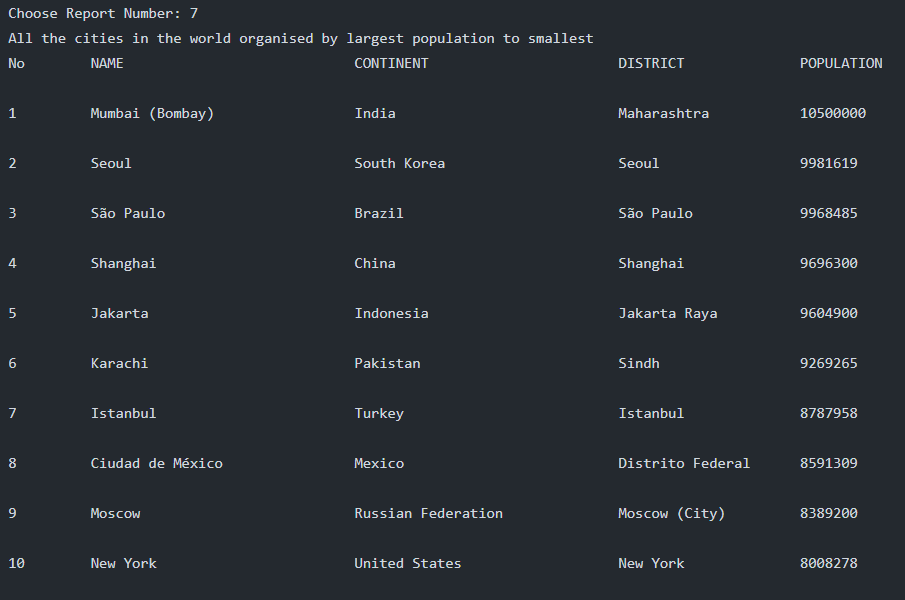 Choose Report Number: 7
All the cities in the world organised by largest population to smallest
No NAME CONTINENT DISTRICT POPULATION
1 Mumbai (Bombay) India Maharashtra 10500000
2 Seoul South Korea Seoul 9981619
3 São Paulo Brazil São Paulo 9968485
4 Shanghai China Shanghai 9696300
5 Jakarta Indonesia Jakarta Raya 9604900
6 Karachi Pakistan Sindh 9269265
7 Istanbul Turkey Istanbul 8787958
8 Ciudad de México Mexico Distrito Federal 8591309
9 Moscow Russian Federation Moscow (City) 8389200
10 New York United States New York 8008278